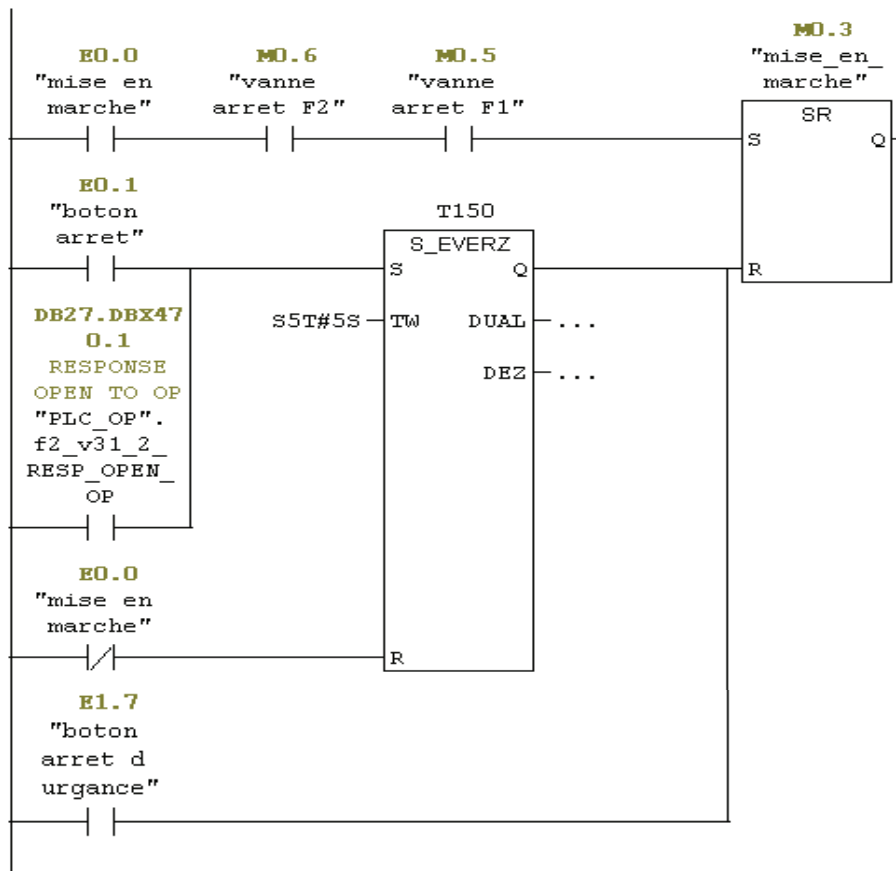 E0.0
"mise en
marche"
M0.6
"vanne
arret F2"
M0.5
"vanne
arret F1"
M0.3
"mise_en_
marche"
SR
S
Q
R
E0.1
"boton
arret"
T150
S_EVERZ
S
Q
S5T#5S
TW
DUAL
...
DEZ
...
R
DB27.DBX47
0.1
RESPONSE
OPEN TO OP
"PLC_OP".
f2_v31_2_
RESP_OPEN_
OP
E0.0
"mise en
marche"
E1.7
"boton
arret d
urgance"